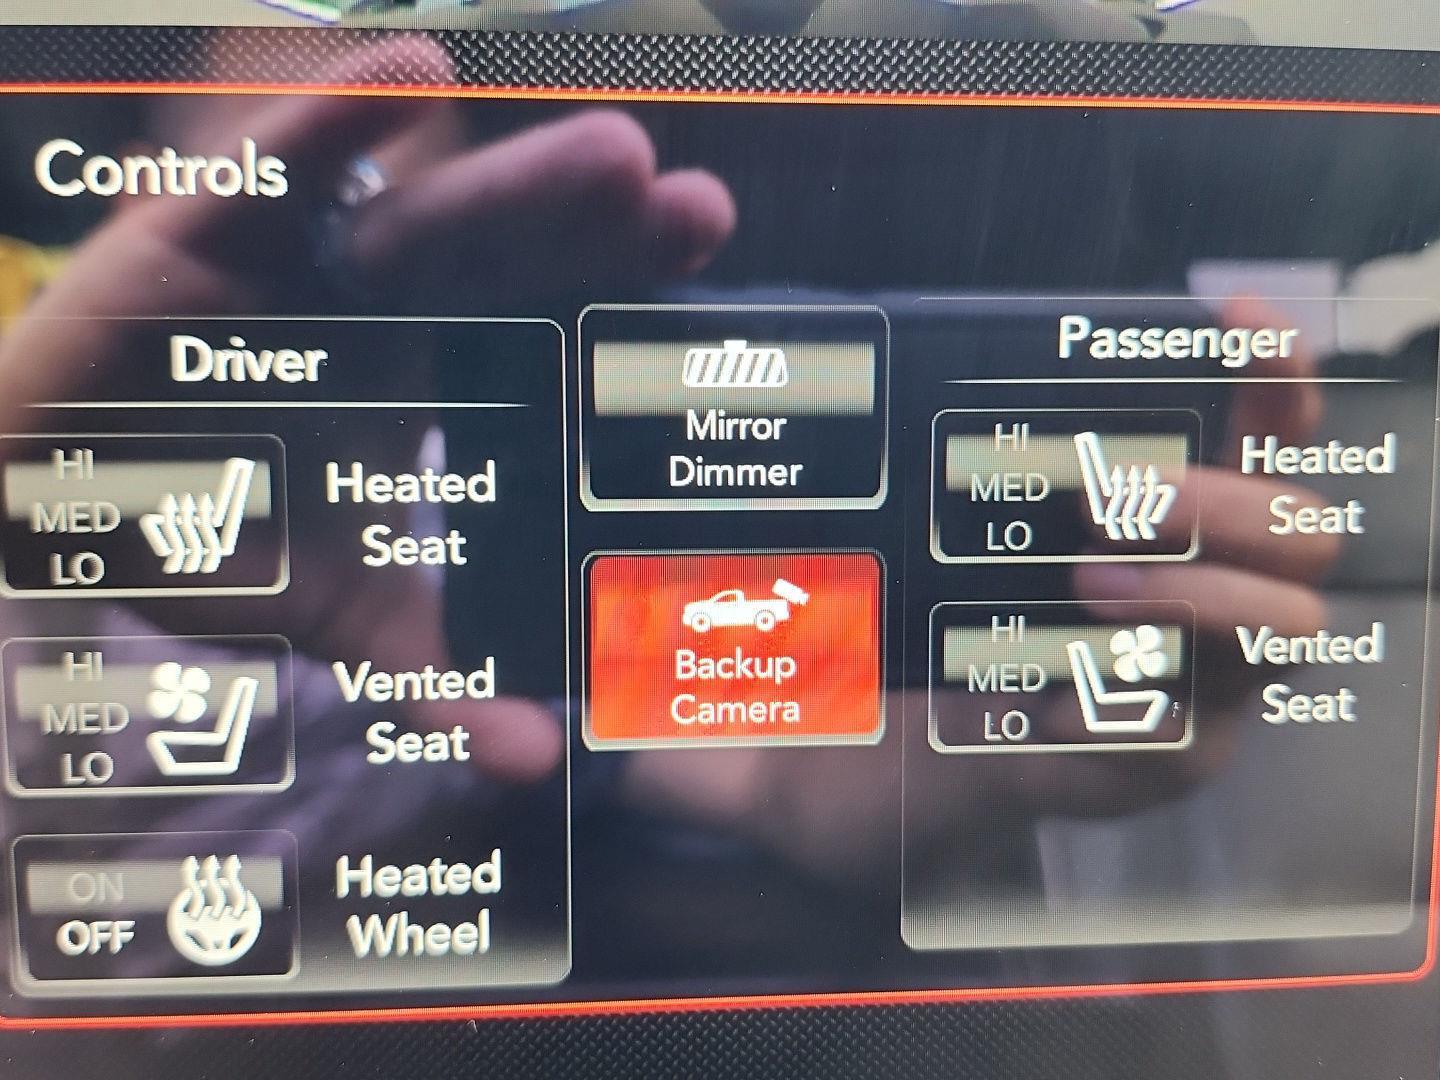 Controls
Driver
HI
MED
LO
Heated
Seat
HI
MED
LO
Vented
Seat
ON
OFF
Heated
Wheel
Mirror
Dimmer
Backup
Camera
Passenger
HI
MED
LO
Heated
Seat
HI
MED
LO
Vented
Seat